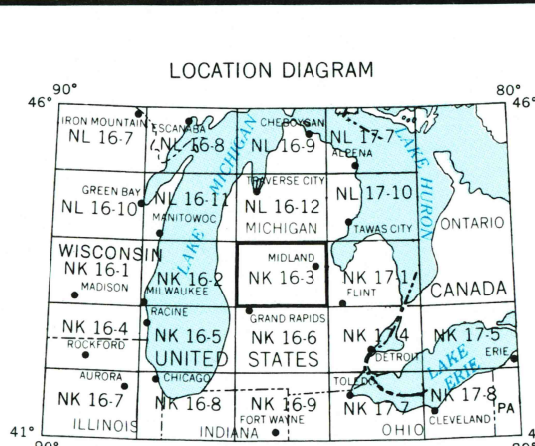 LOCATION DIAGRAM
46° 90° 80° 46°
IRON MOUNTAIN ESCANABA CHEBOYGAN
NL 16-7 NL 16-8 NL 16-9 NL 17-7
ALPENA
LAKE MICHIGAN
LAKE HURON
GREEN BAY NL 16-11 TRAVERSE CITY NL 17-10
NL 16-10 MANITOWOC NL 16-12
MICHIGAN TAWAS CITY ONTARIO
WISCONSIN MIDLAND
NK 16-1 NK 16-2 NK 16-3 NK 17-1
MADISON MILWAUKEE FLINT CANADA
RACINE GRAND RAPIDS
NK 16-4 NK 16-5 NK 16-6 NK 17-4 NK 17-5
ROCKFORD UNITED STATES DETROIT ERIE
LAKE ERIE
AURORA CHICAGO TOLEDO
NK 16-7 NK 16-8 NK 16-9 NK 17-7 NK 17-8
PA
ILLINOIS INDIANA FORT WAYNE OHIO CLEVELAND
41°